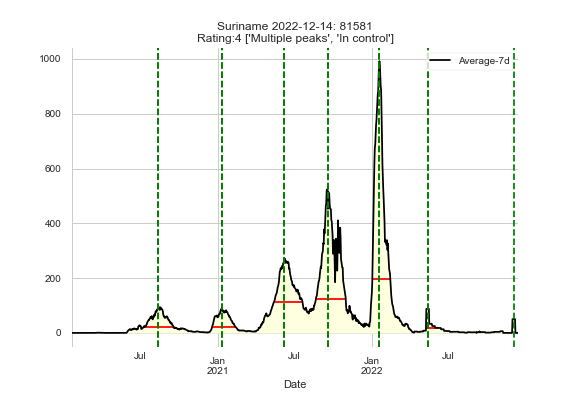 Suriname 2022-12-14: 81581
Rating:4 ['Multiple peaks', 'In control']
Average-7d
1000
800
600
400
200
0
Jul
Jan
2021
Jul
Jan
2022
Jul
Date